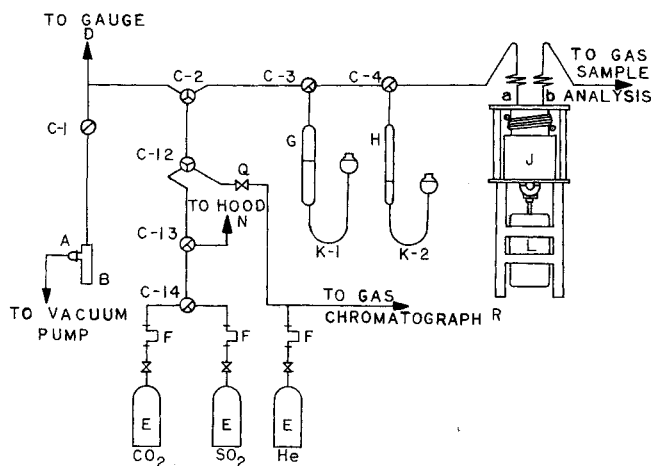 TO GAUGE
D
C-2
C-3
C-4
TO GAS
SAMPLE
ANALYSIS
a
b
C-1
G
H
J
C-12
Q
TO HOOD
N
A
B
C-13
K-1
K-2
L
TO VACUUM
PUMP
C-14
TO GAS
CHROMATOGRAPH R
F
F
F
E
E
E
CO2
SO2
He